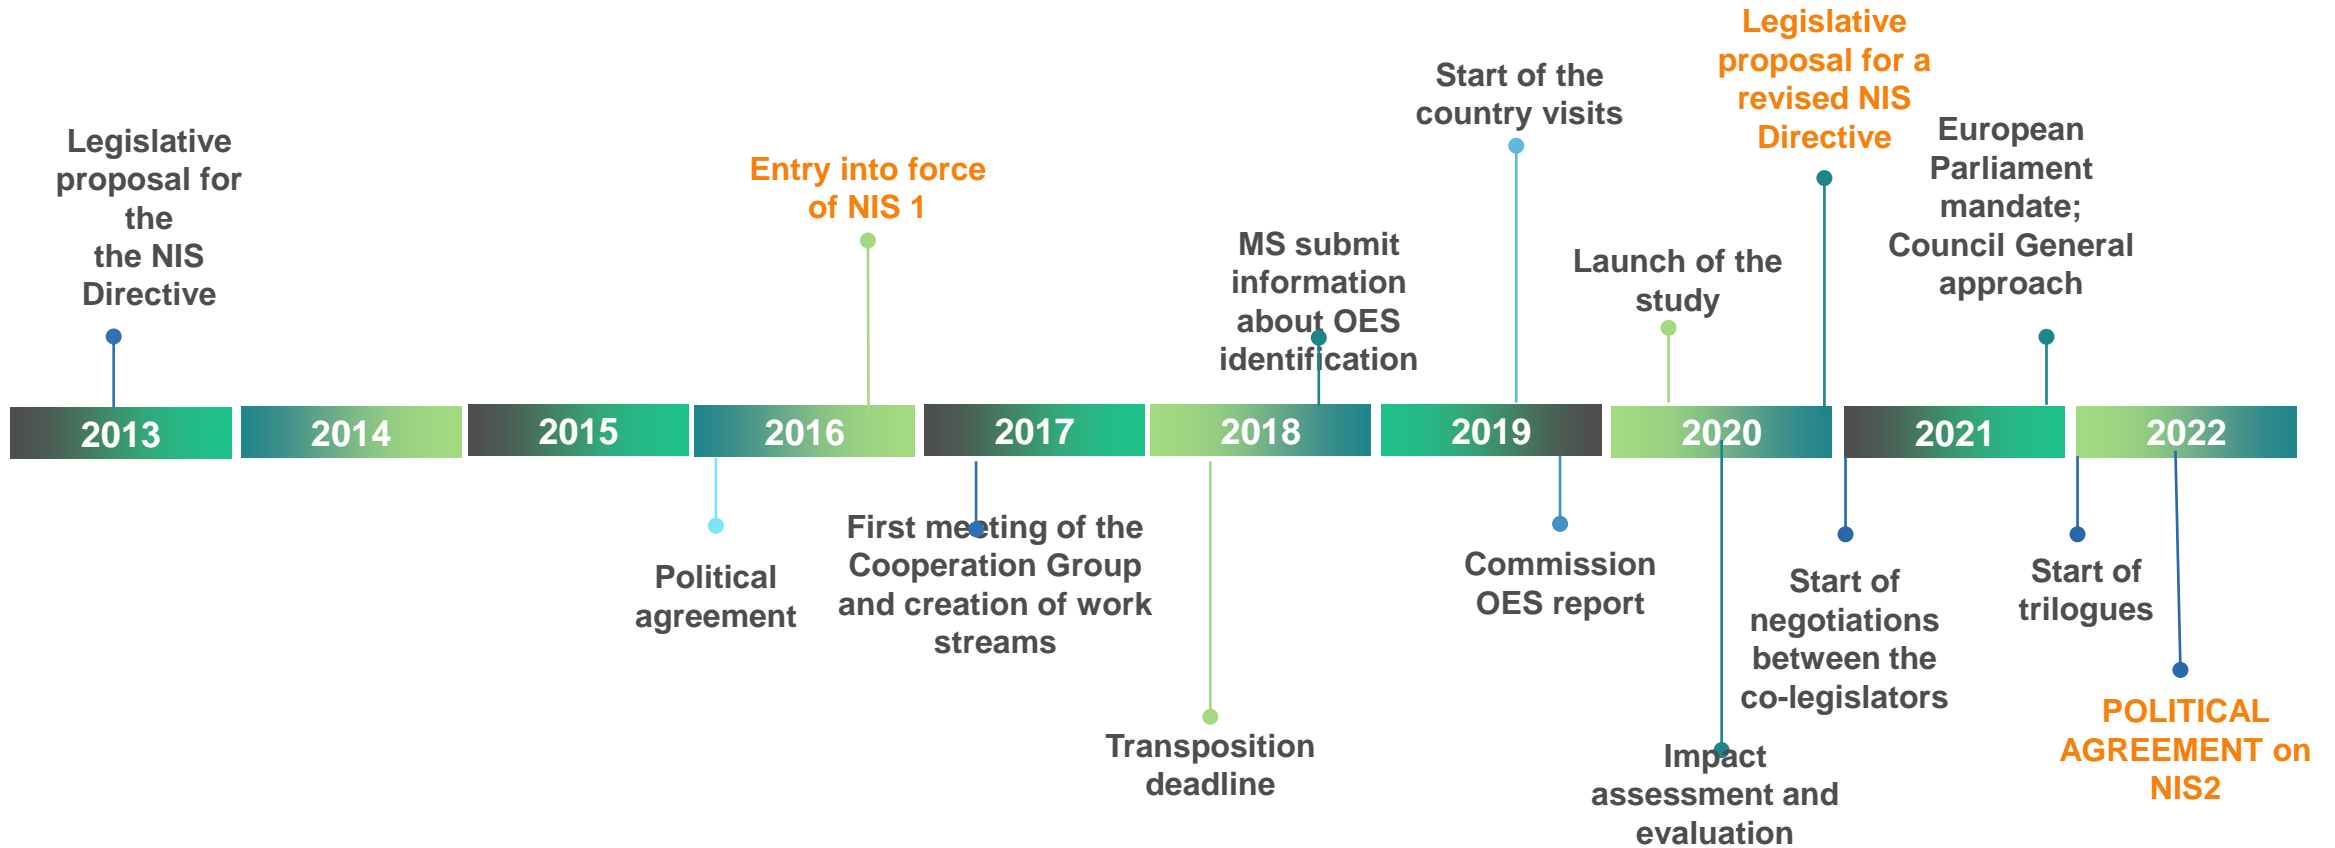 Legislative
proposal for
the
the NIS
Directive
Entry into force
of NIS 1
MS submit
information
about OES
identification
Start of the
country visits
Launch of the
study
Legislative
proposal for a
revised NIS
Directive
European
Parliament
mandate;
Council General
approach
2013
2014
2015
2016
2017
2018
2019
2020
2021
2022
Political
agreement
First meeting of the
Cooperation Group
and creation of work
streams
Transposition
deadline
Commission
OES report
Impact
assessment and
evaluation
Start of
negotiations
between the
co-legislators
Start of
trilogues
POLITICAL
AGREEMENT on
NIS2